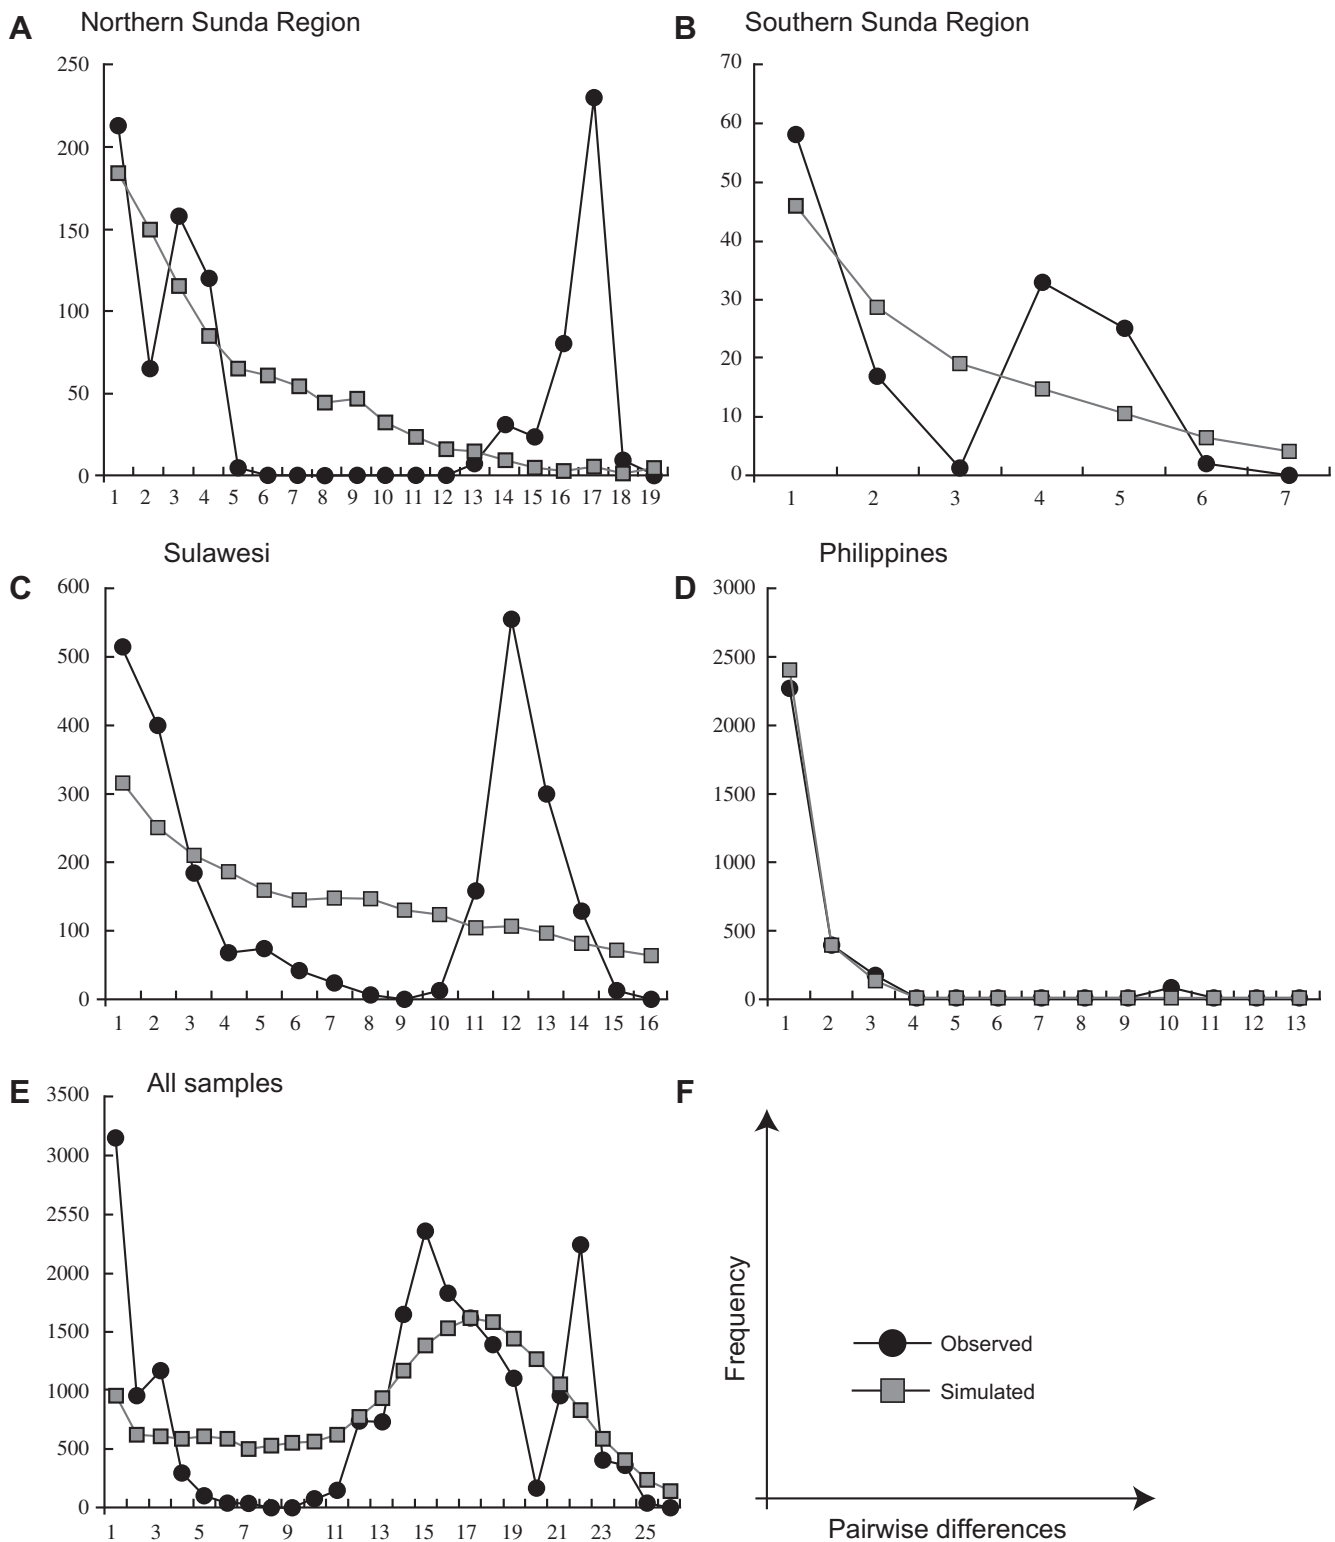 A Northern Sunda Region
250
200
150
100
50
0
1 2 3 4 5 6 7 8 9 10 11 12 13 14 15 16 17 18 19
B Southern Sunda Region
70
60
50
40
30
20
10
0
1 2 3 4 5 6 7
C Sulawesi
600
500
400
300
200
100
0
1 2 3 4 5 6 7 8 9 10 11 12 13 14 15 16
D Philippines
3000
2500
2000
1500
1000
500
0
1 2 3 4 5 6 7 8 9 10 11 12 13
E All samples
3500
3000
2550
2000
1500
1000
500
0
1 3 5 7 9 11 13 15 17 19 21 23 25
F
Frequency
Observed
Simulated
Pairwise differences